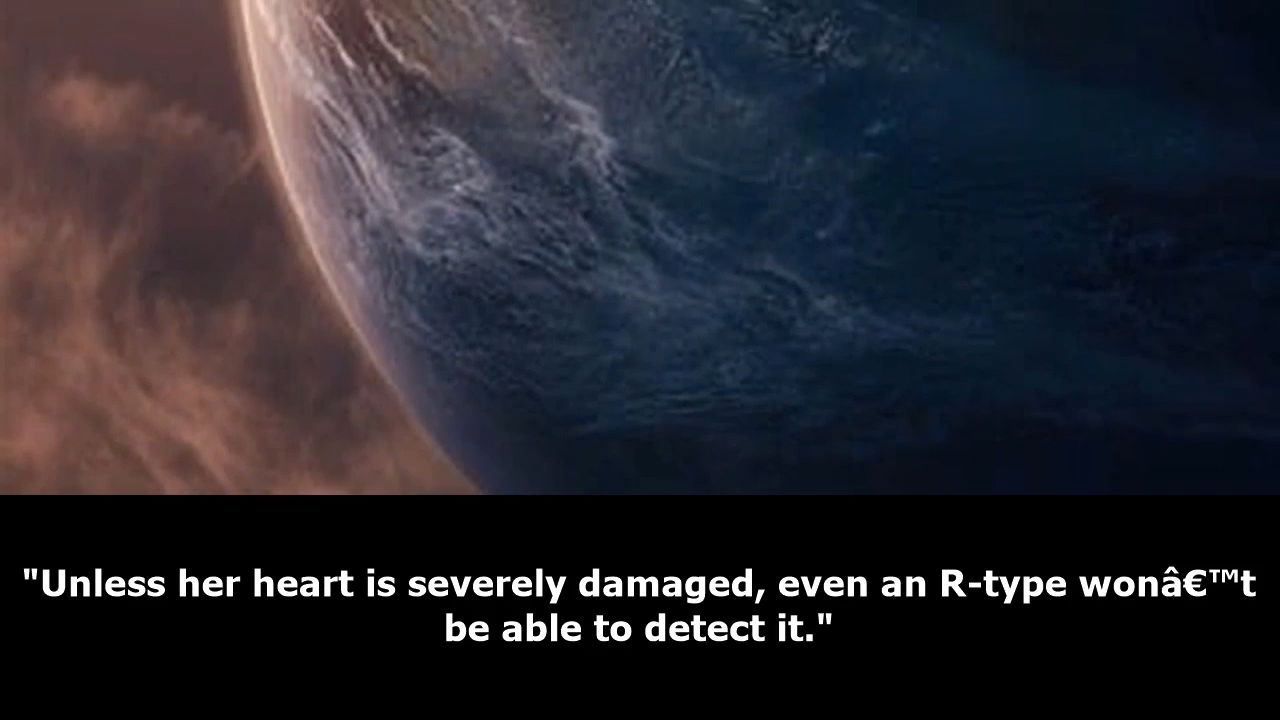 "Unless her heart is severely damaged, even an R-type wonâ€™t
be able to detect it."